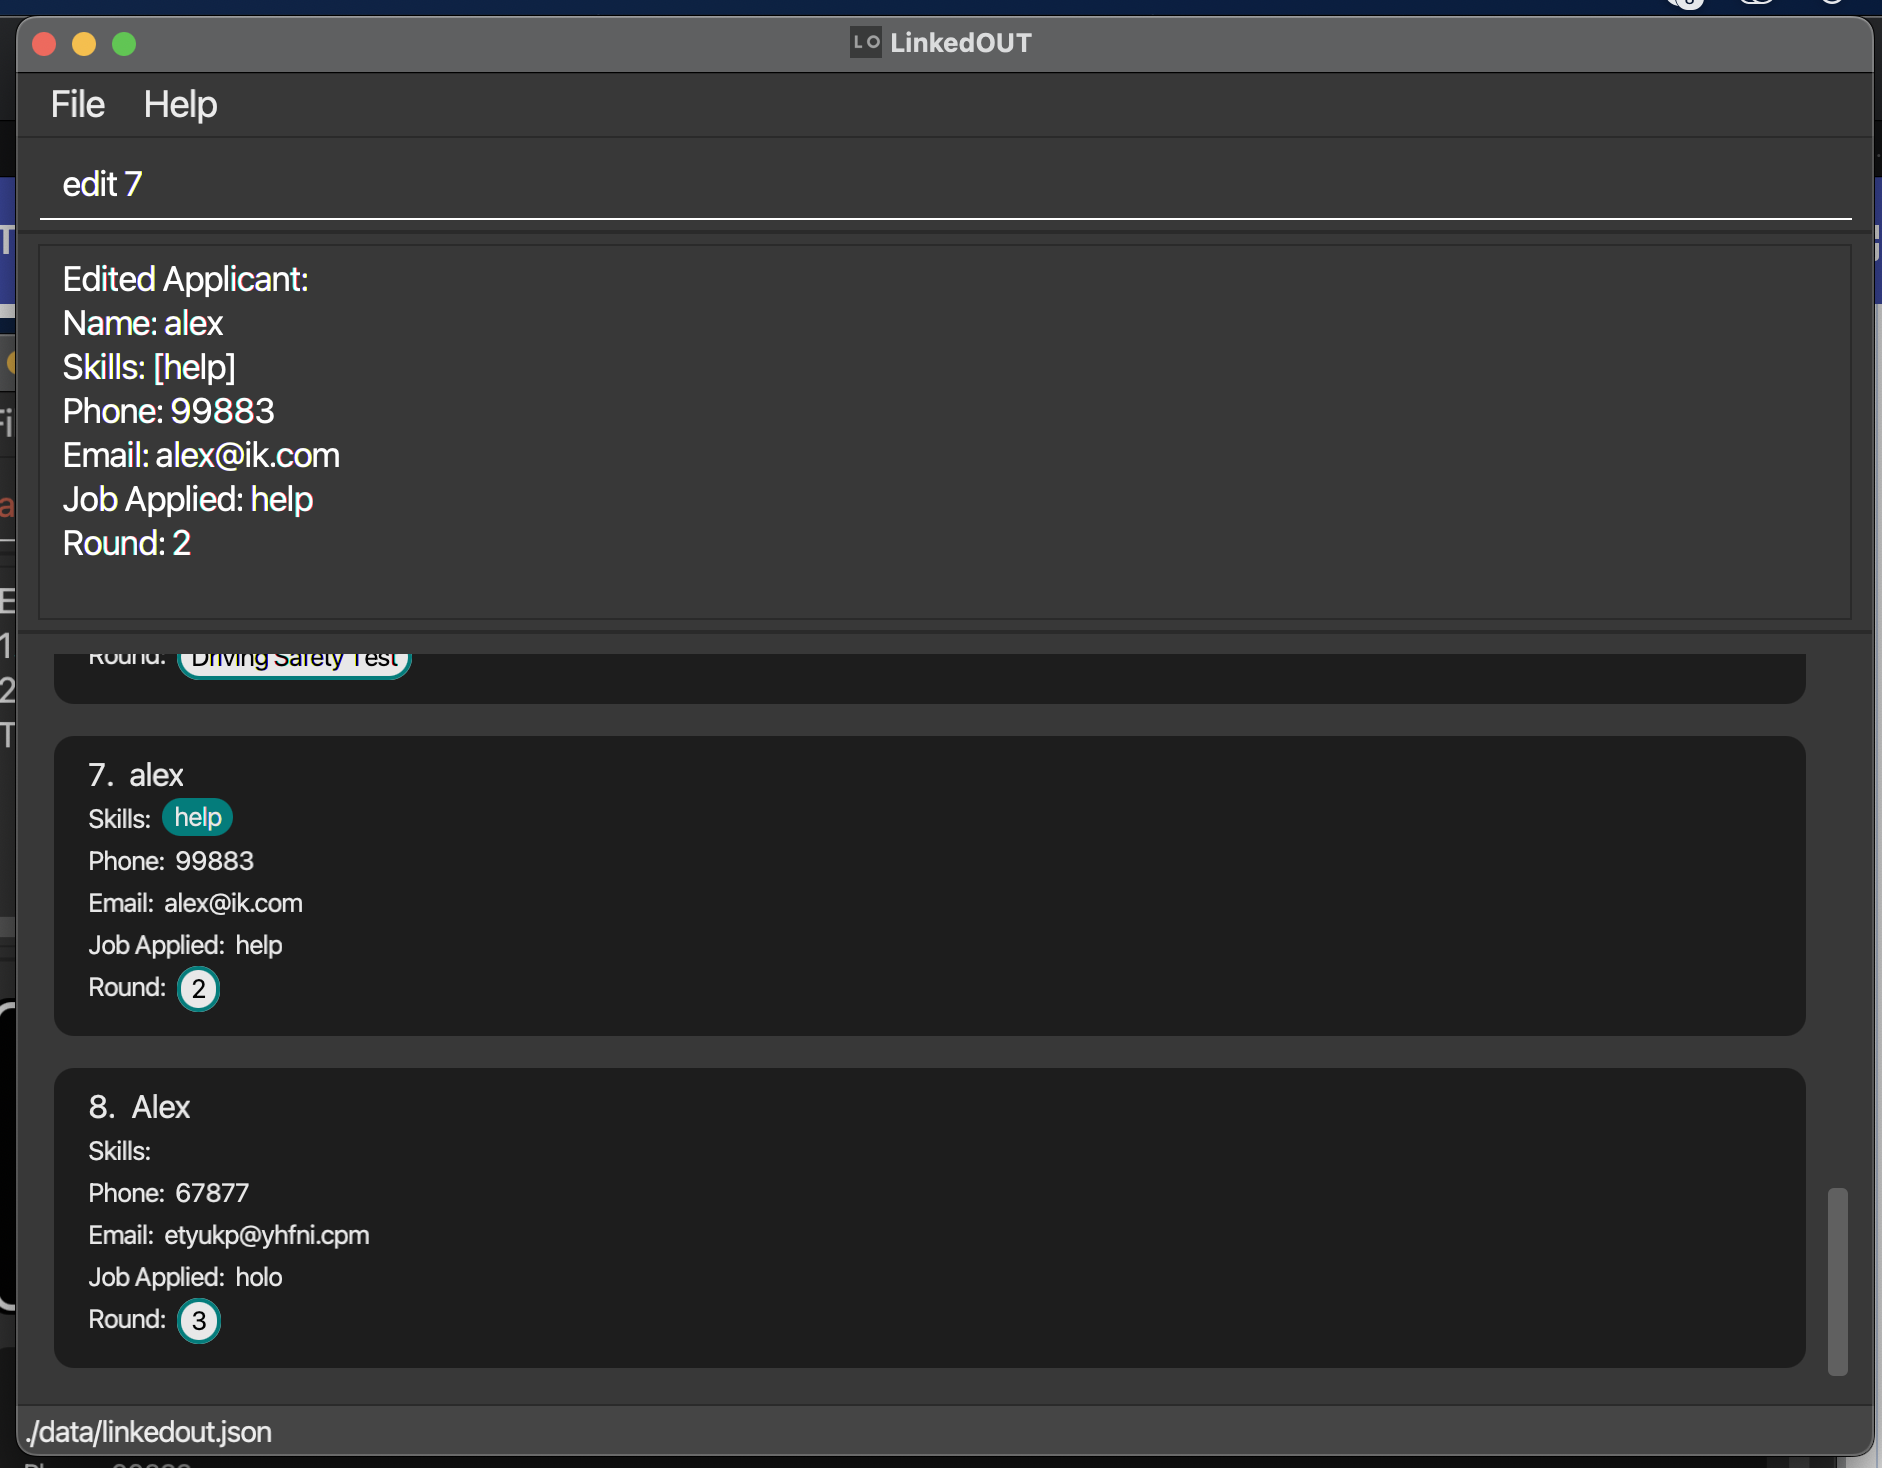 LO LinkedOUT
File Help
edit 7
Edited Applicant:
Name: alex
Skills: [help]
Phone: 99883
Email: alex@ik.com
Job Applied: help
Round: 2
Round: Driving Safety Test
7. alex
Skills: help
Phone: 99883
Email: alex@ik.com
Job Applied: help
Round: 2
8. Alex
Skills:
Phone: 67877
Email: etyukp@yhfni.cpm
Job Applied: holo
Round: 3
./data/linkedout.json